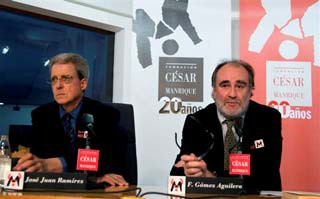 FUNDACIÓN
CÉSAR
MANRIQUE
20 años
FUNDACIÓN
CÉSAR
MANRIQUE
20 años
CÉSAR
MANRIQUE
CÉSAR
MANRIQUE
José Juan Ramírez
F. Gómez Aguilera